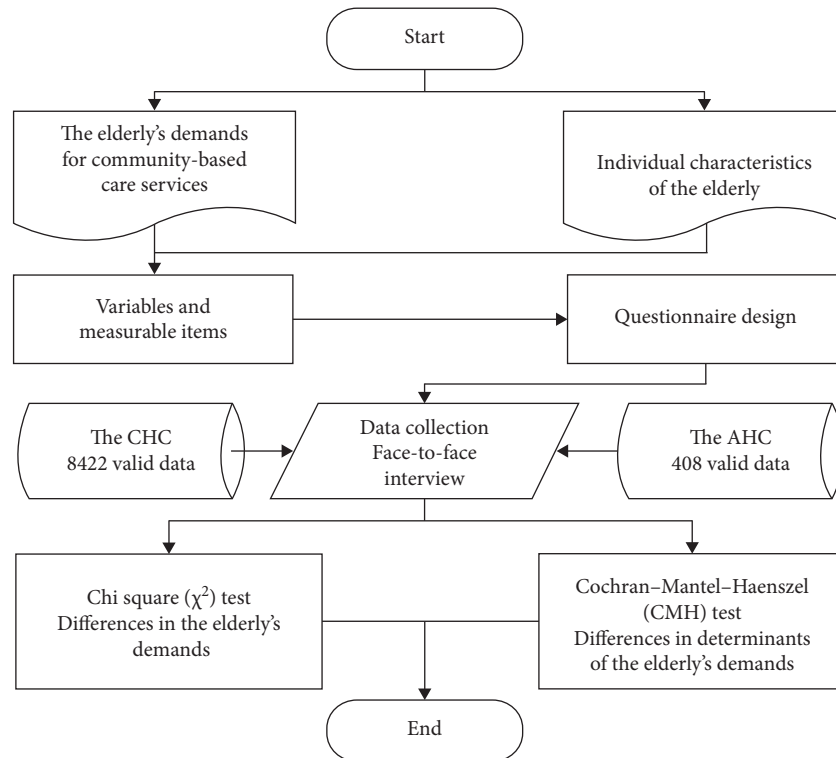 Start
The elderly's demands
for community-based
care services
Individual characteristics
of the elderly
Variables and
measurable items
Questionnaire design
The CHC
8422 valid data
Data collection
Face-to-face
interview
The AHC
408 valid data
Chi square (χ²) test
Differences in the elderly's
demands
Cochran–Mantel–Haenszel
(CMH) test
Differences in determinants
of the elderly's demands
End